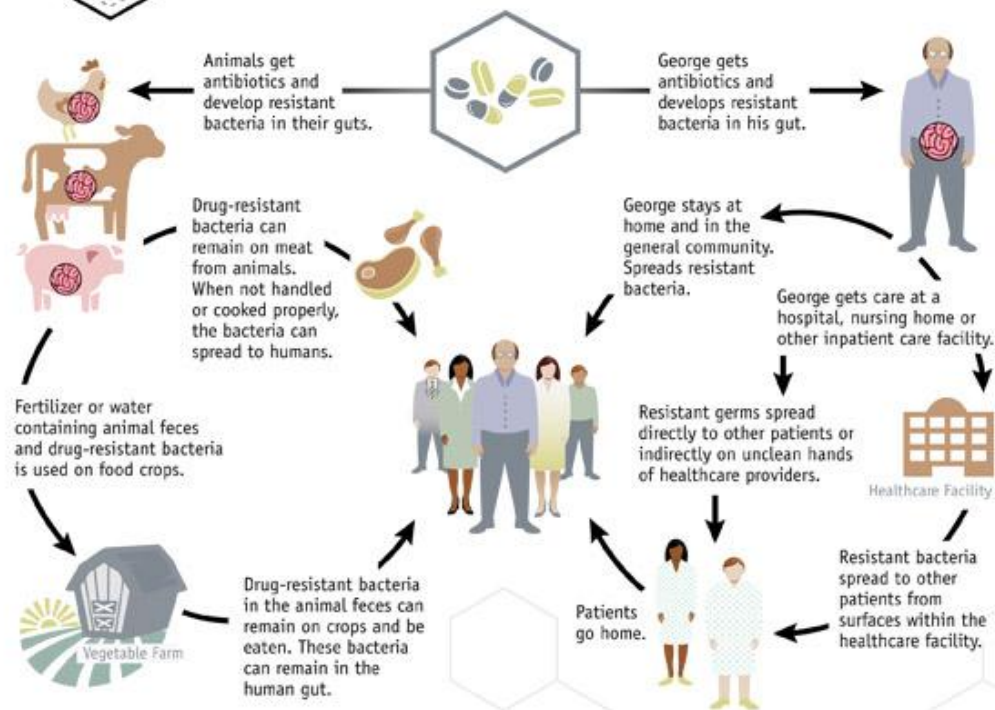 Animals get
antibiotics and
develop resistant
bacteria in their guts.
George gets
antibiotics and
develops resistant
bacteria in his gut.
Drug-resistant
bacteria can
remain on meat
from animals.
When not handled
or cooked properly,
the bacteria can
spread to humans.
George stays at
home and in the
general community.
Spreads resistant
bacteria.
George gets care at a
hospital, nursing home or
other inpatient care facility.
Fertilizer or water
containing animal feces
and drug-resistant bacteria
is used on food crops.
Resistant germs spread
directly to other patients or
indirectly on unclean hands
of healthcare providers.
Healthcare Facility
Vegetable Farm
Drug-resistant bacteria
in the animal feces can
remain on crops and be
eaten. These bacteria
can remain in the
human gut.
Patients
go home.
Resistant bacteria
spread to other
patients from
surfaces within the
healthcare facility.